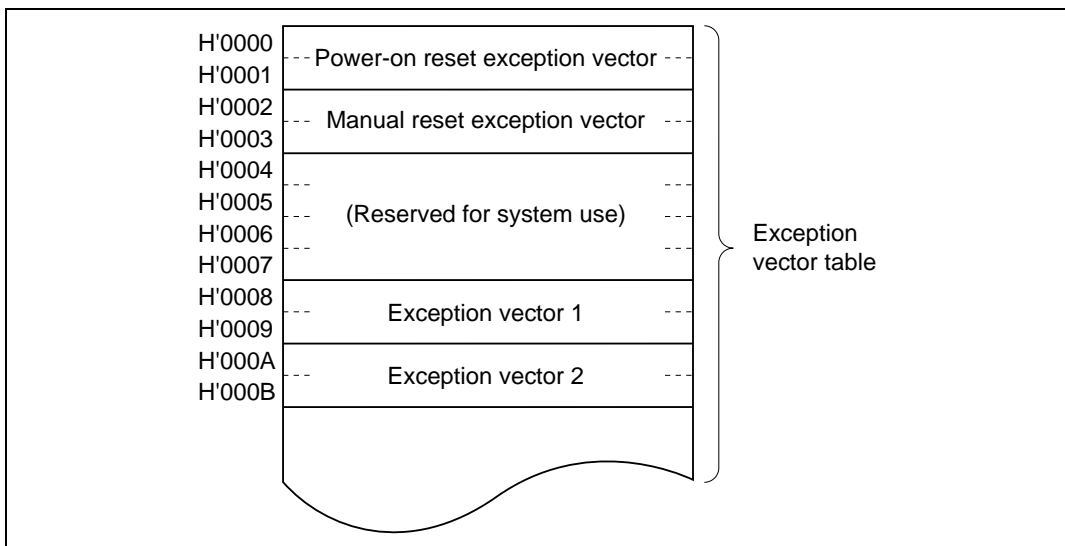 H'0000
Power-on reset exception vector
H'0001
H'0002
Manual reset exception vector
H'0003
H'0004
H'0005
(Reserved for system use)
H'0006
H'0007
H'0008
Exception vector 1
H'0009
H'000A
Exception vector 2
H'000B
Exception
vector table